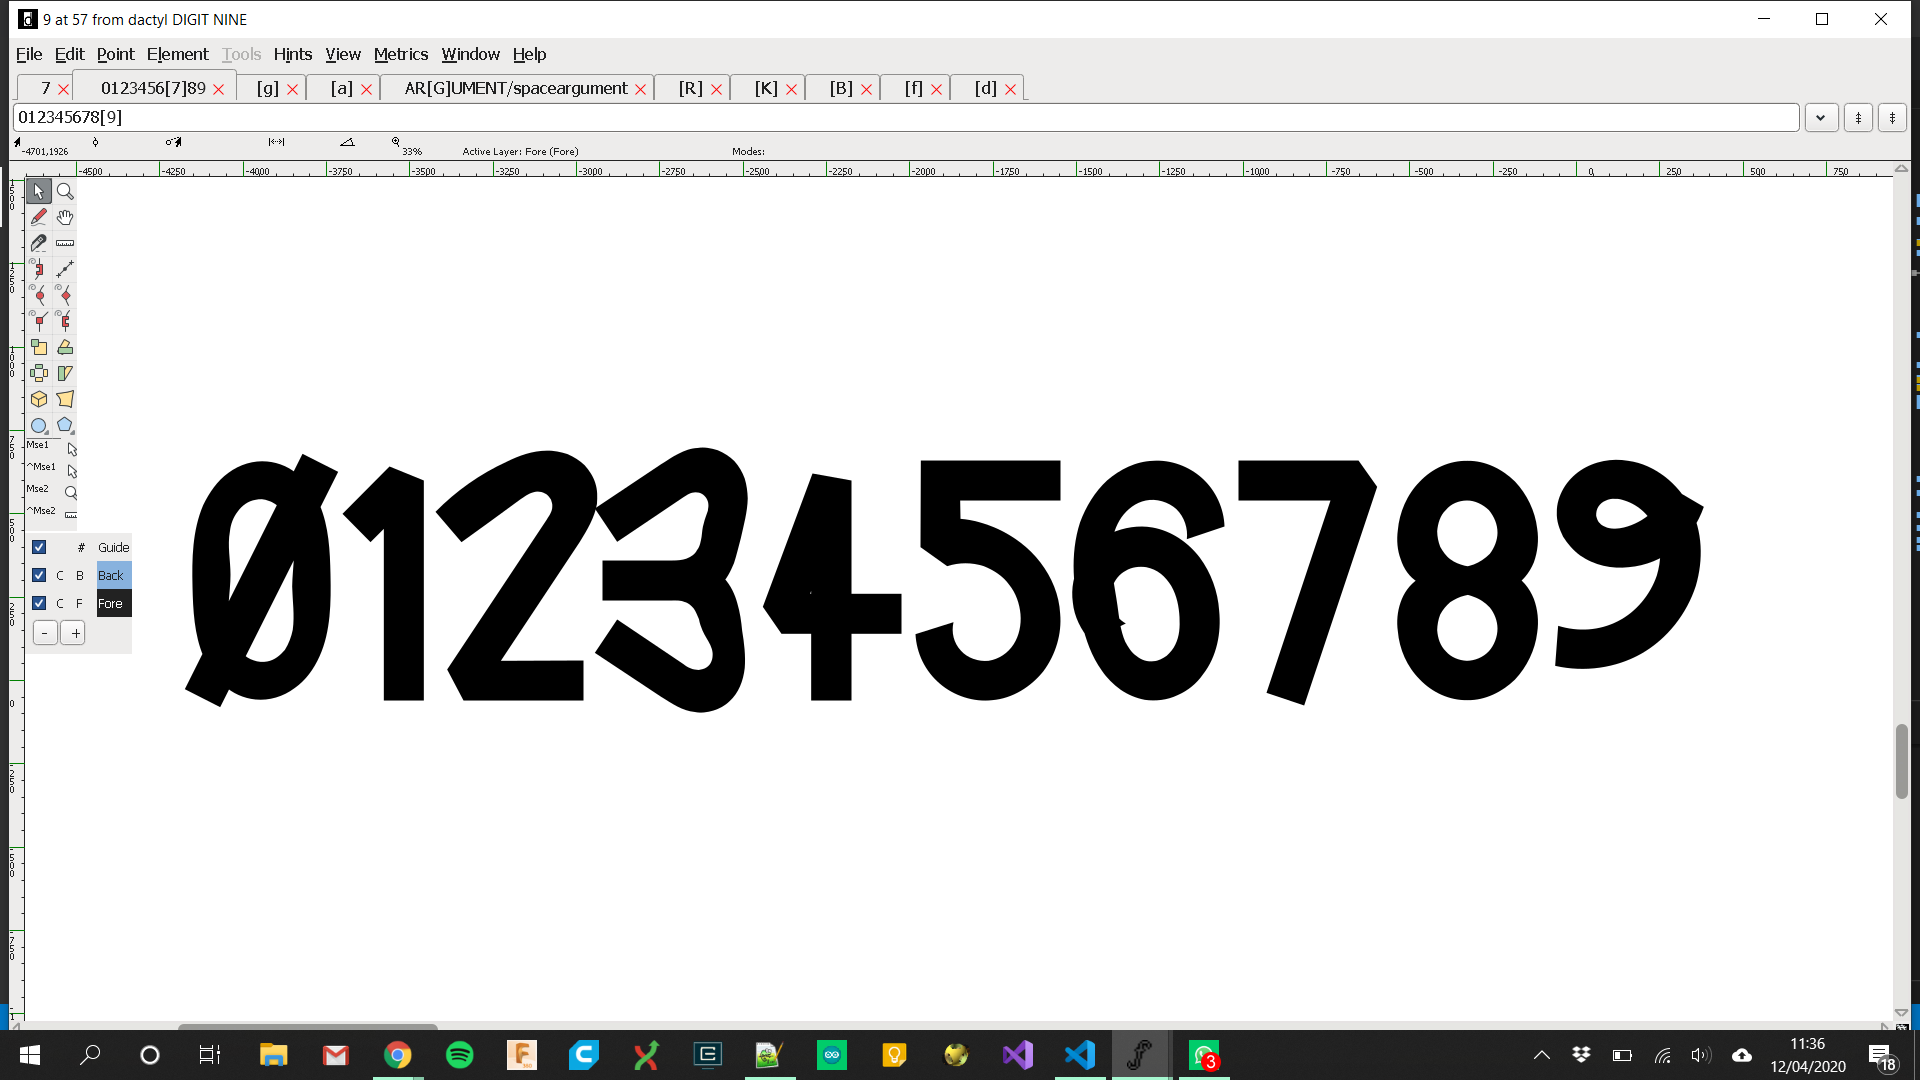 9 at 57 from dactyl DIGIT NINE
File Edit Point Element Tools Hints View Metrics Window Help
7 0123456[7]89 [g] [a] AR[G]UMENT/spaceargument [R] [K] [B] [f] [d]
012345678[9]
-4701,1926 33% Active Layer: Fore (Fore) Modes:
-4500 -4250 -4000 -3750 -3500 -3250 -3000 -2750 -2500 -2250 -2000 -1750 -1500 -1250 -1000 -750 -500 -250 0 250 500 750
Mse1
^Mse1
Mse2
^Mse2
# Guide
C B Back
C F Fore
- +
0123456789
11:36
12/04/2020
3
18